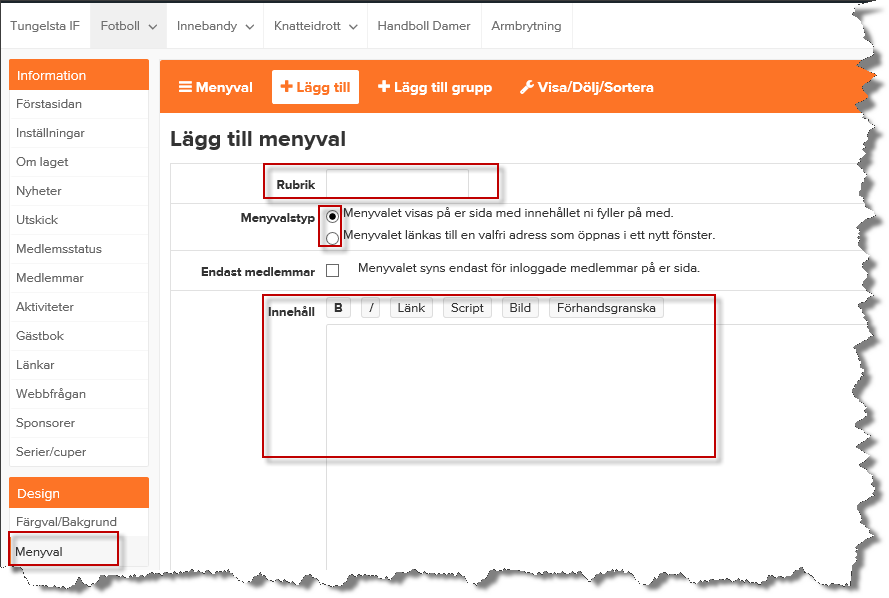 Tungelsta IF Fotboll Innebandy Knatteidrott Handboll Damer Armbrytning
Information
Förstasidan
Inställningar
Om laget
Nyheter
Utskick
Medlemsstatus
Medlemmar
Aktiviteter
Gästbok
Länkar
Webbfrågan
Sponsorer
Serier/cuper
Design
Färgval/Bakgrund
Menyval
Menyval Lägg till Lägg till grupp Visa/Dölj/Sortera
Lägg till menyval
Rubrik
Menyvalstyp Menyvalet visas på er sida med innehållet ni fyller på med.
Menyvalet länkas till en valfri adress som öppnas i ett nytt fönster.
Endast medlemmar Menyvalet syns endast för inloggade medlemmar på er sida.
Innehåll B / Länk Script Bild Förhandsgranska